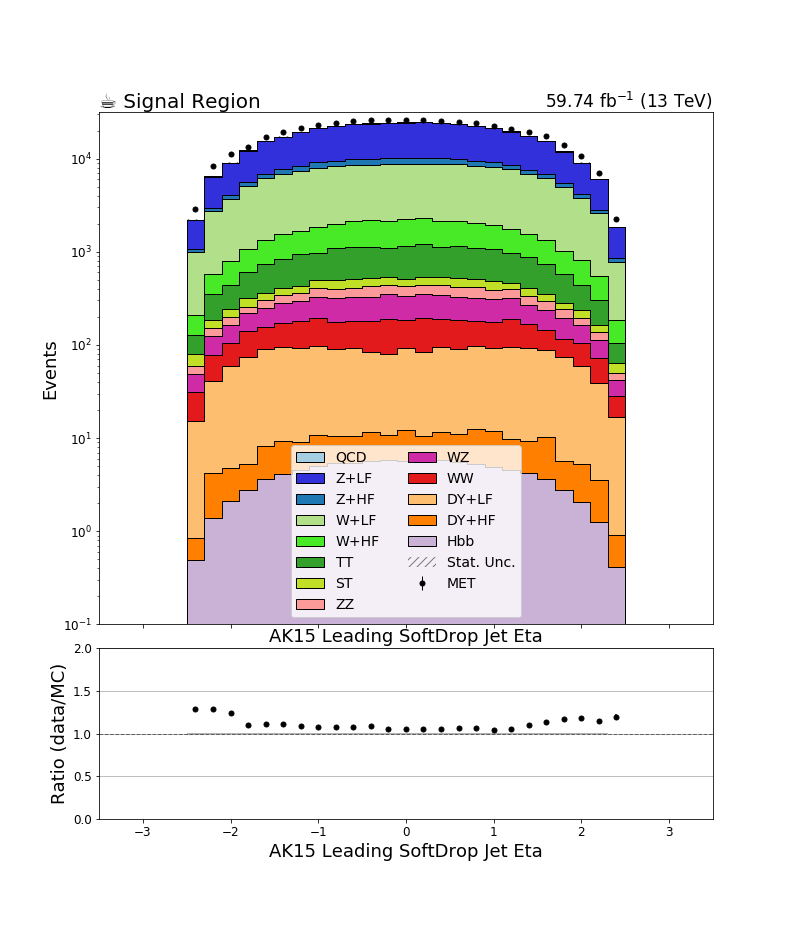 ☕ Signal Region 59.74 fb⁻¹ (13 TeV)
Events
10⁴
10³
10²
10¹
10⁰
10⁻¹
QCD
Z+LF
Z+HF
W+LF
W+HF
TT
ST
ZZ
WZ
WW
DY+LF
DY+HF
Hbb
Stat. Unc.
MET
AK15 Leading SoftDrop Jet Eta
Ratio (data/MC)
2.0
1.5
1.0
0.5
0.0
−3 −2 −1 0 1 2 3
AK15 Leading SoftDrop Jet Eta